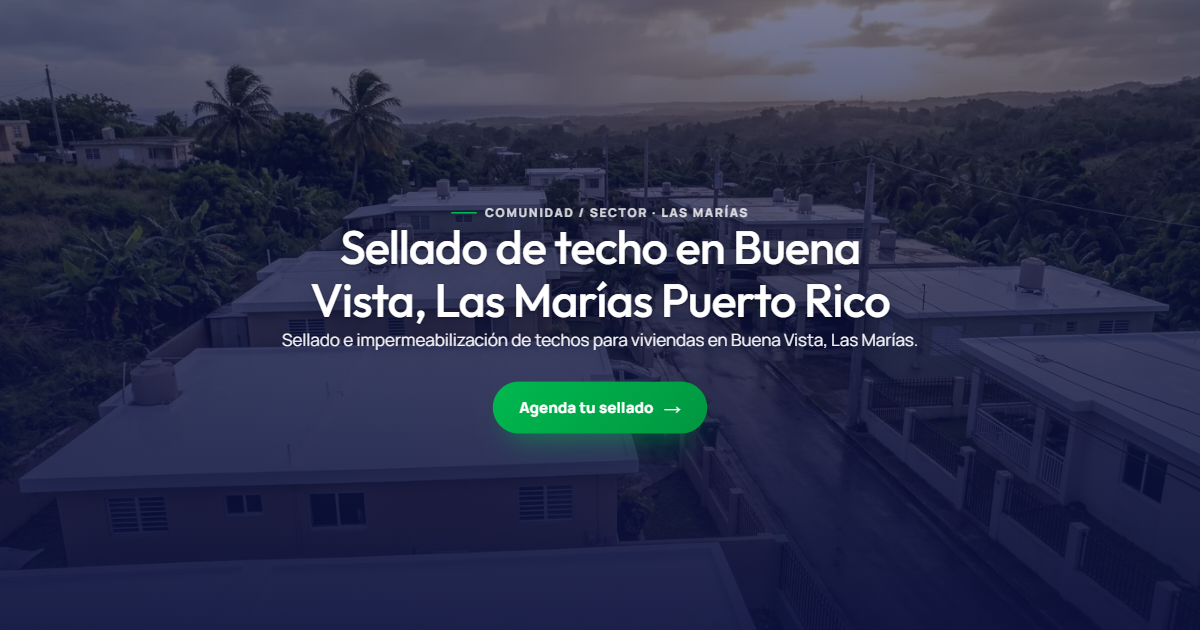 COMUNIDAD / SECTOR · LAS MARÍAS
Sellado de techo en Buena
Vista, Las Marías Puerto Rico
Sellado e impermeabilización de techos para viviendas en Buena Vista, Las Marías.
Agenda tu sellado →